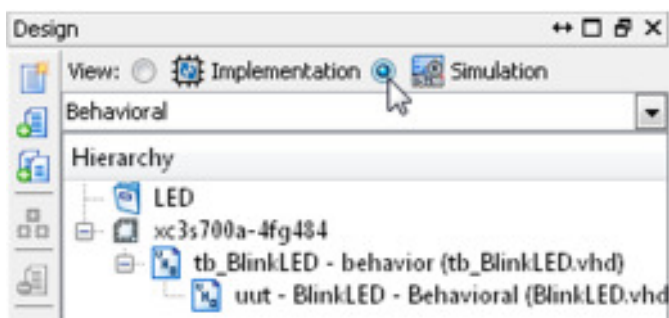 Design
View: Implementation Simulation
Behavioral
Hierarchy
LED
xc3s700a-4fg484
tb_BlinkLED - behavior (tb_BlinkLED.vhd)
uut - BlinkLED - Behavioral (BlinkLED.vhd